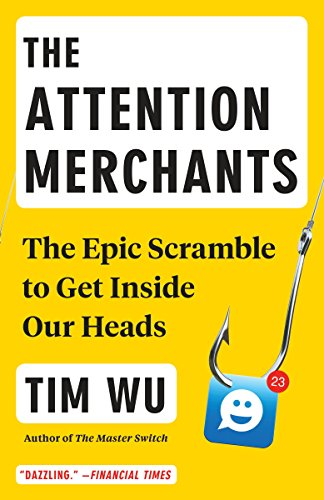 THE
ATTENTION
MERCHANTS
The Epic Scramble
to Get Inside
Our Heads
23
TIM WU
Author of The Master Switch
“DAZZLING.” —FINANCIAL TIMES